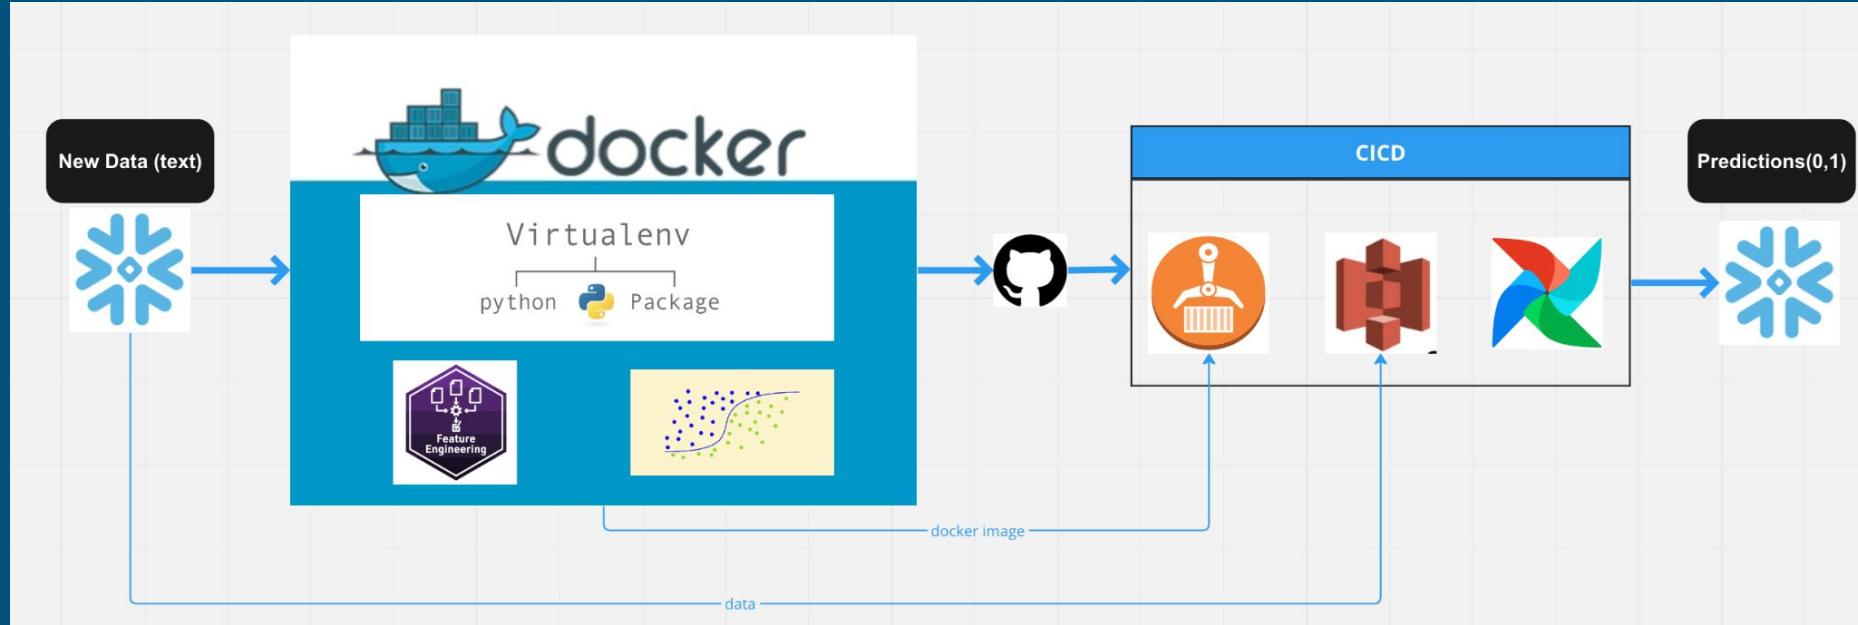 New Data (text)
docker
Virtualenv
python Package
Feature
Engineering
CICD
Predictions(0,1)
docker image
data